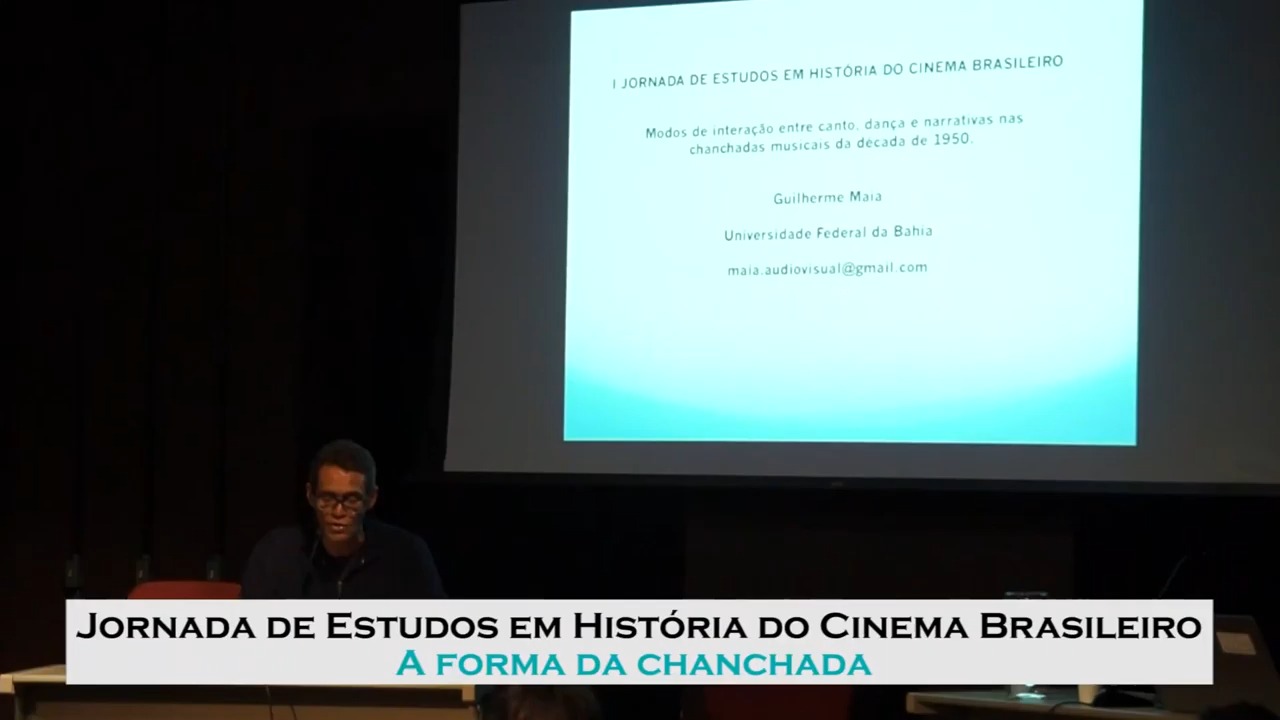 I JORNADA DE ESTUDOS EM HISTÓRIA DO CINEMA BRASILEIRO
Modos de interação entre canto, dança e narrativas nas
chanchadas musicais da década de 1950.
Guilherme Maia
Universidade Federal da Bahia
maia.audiovisual@gmail.com
JORNADA DE ESTUDOS EM HISTÓRIA DO CINEMA BRASILEIRO
A FORMA DA CHANCHADA